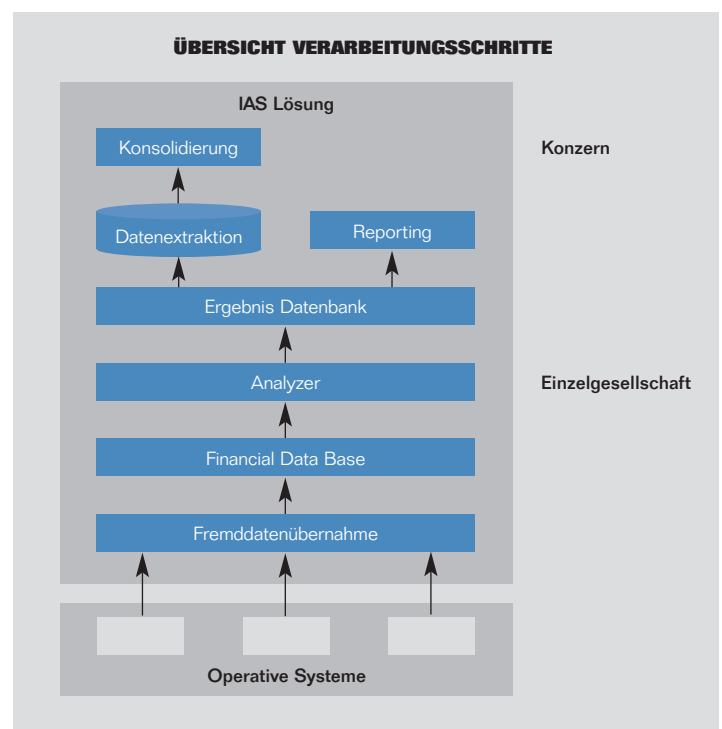 ÜBERSICHT VERARBEITUNGSSCHRITTE
IAS Lösung
Konsolidierung
Konzern
Datenextraktion
Reporting
Ergebnis Datenbank
Analyzer
Einzelgesellschaft
Financial Data Base
Fremddatenübernahme
Operative Systeme